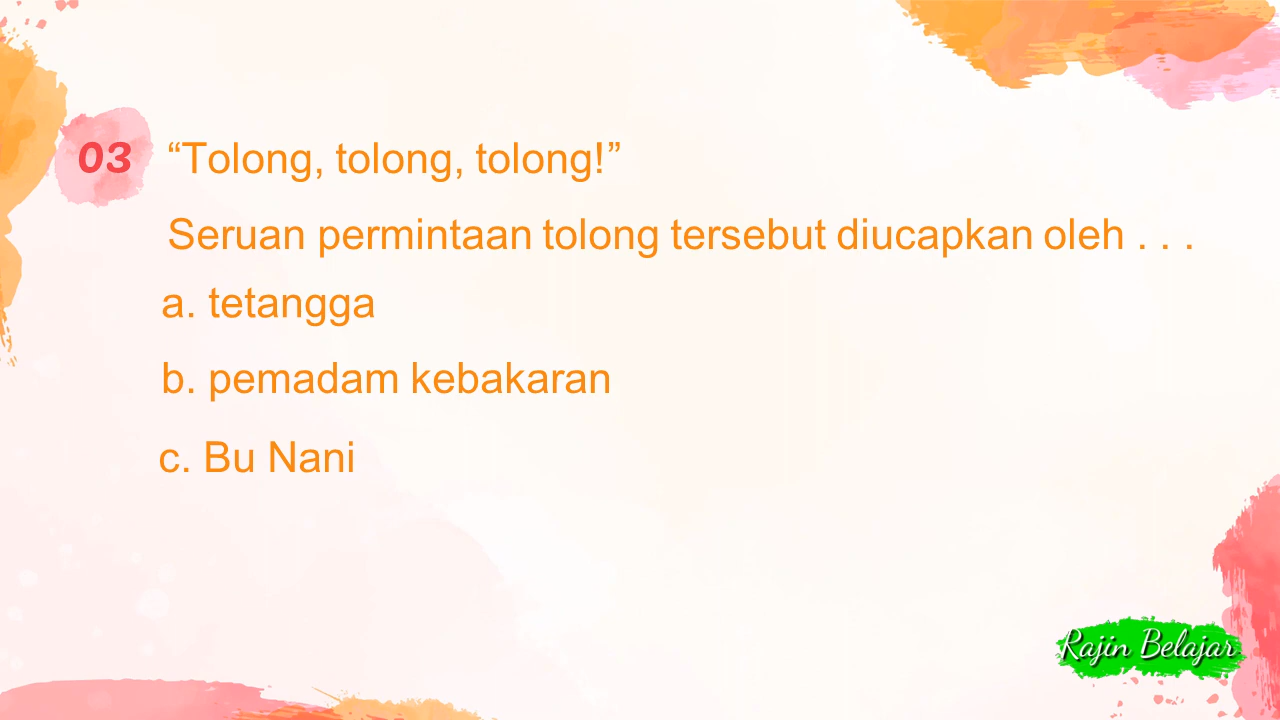 03 “Tolong, tolong, tolong!”
Seruan permintaan tolong tersebut diucapkan oleh . . .
a. tetangga
b. pemadam kebakaran
c. Bu Nani
Rajin Belajar